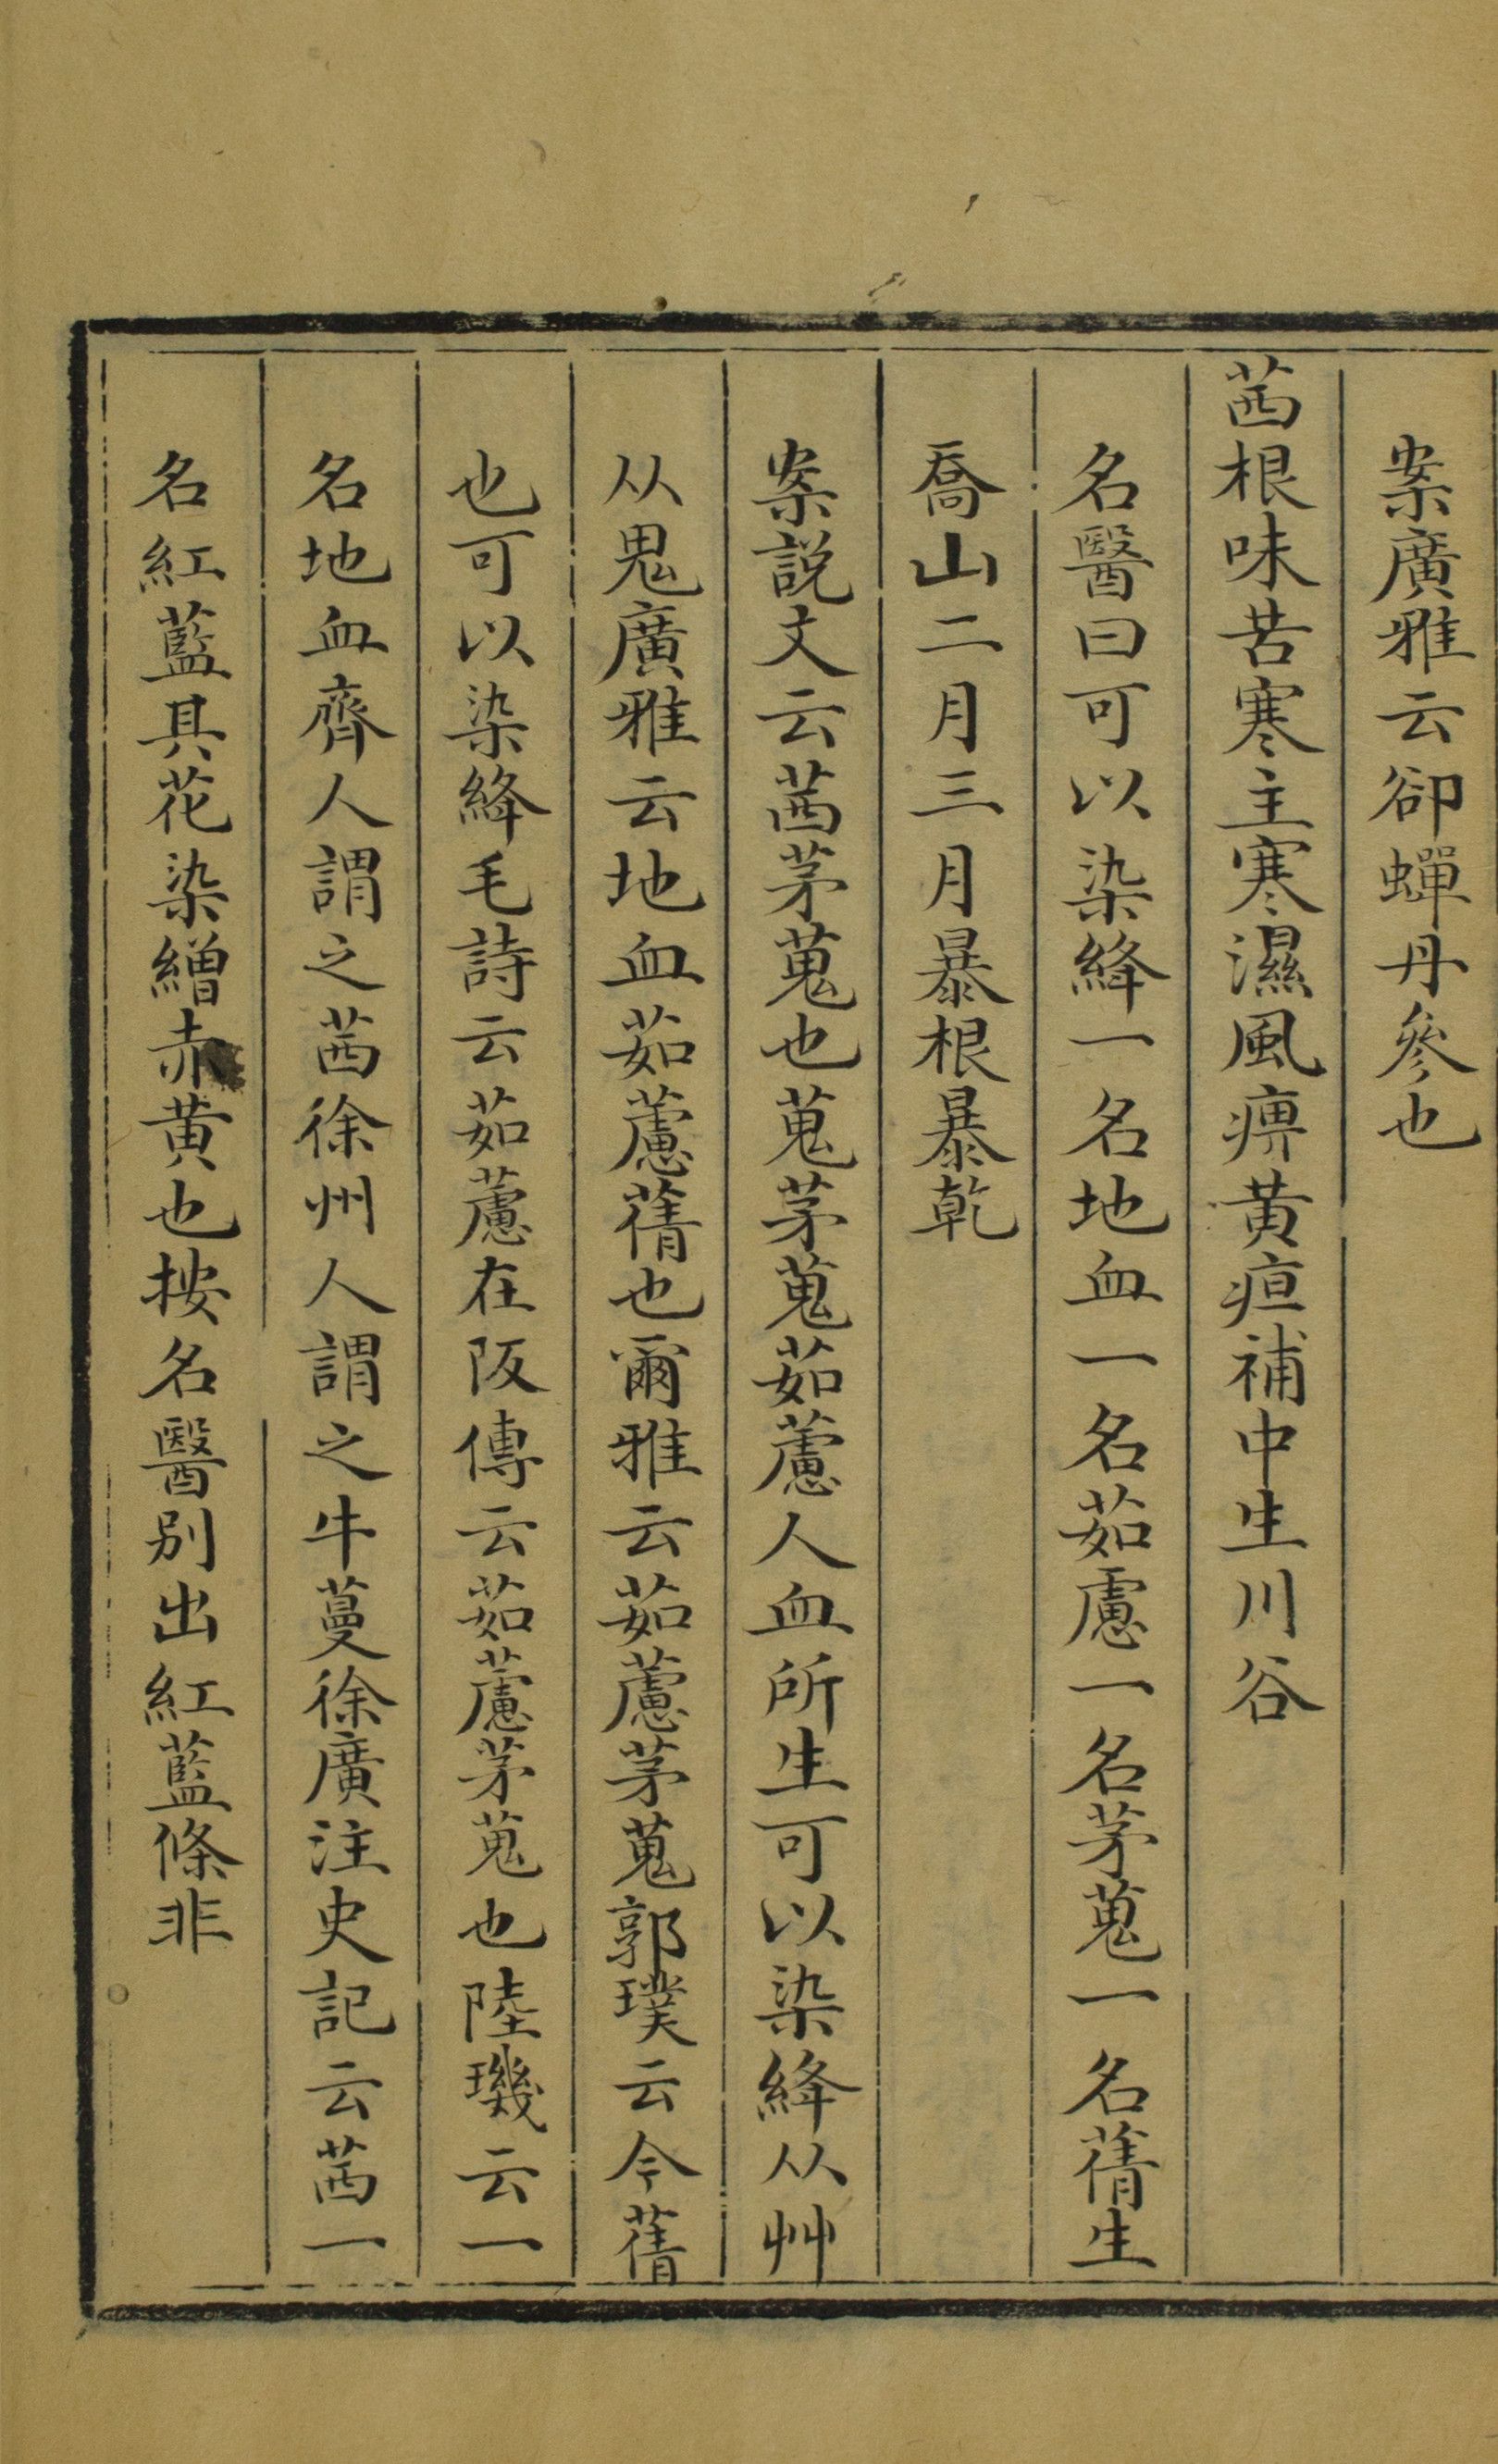 案廣雅云卻蟬丹參也
茜根味苦寒主寒濕風痹黃疸補中生川谷
名醫曰可以染絳一名地血一名茹慮一名茅蒐一名蒨生
喬山二月三月暴根暴乾
案說文云茜茅蒐也蒐茅蒐茹藘人血所生可以染絳从艸
从鬼廣雅云地血茹藘蒨也爾雅云茹藘茅蒐郭璞云今蒨
也可以染絳毛詩云茹藘在阪傳云茹藘茅蒐也陸璣云一
名地血齊人謂之茜徐州人謂之牛蔓徐廣注史記云茜一
名紅藍其花染繒赤黃也按名醫別出紅藍條非